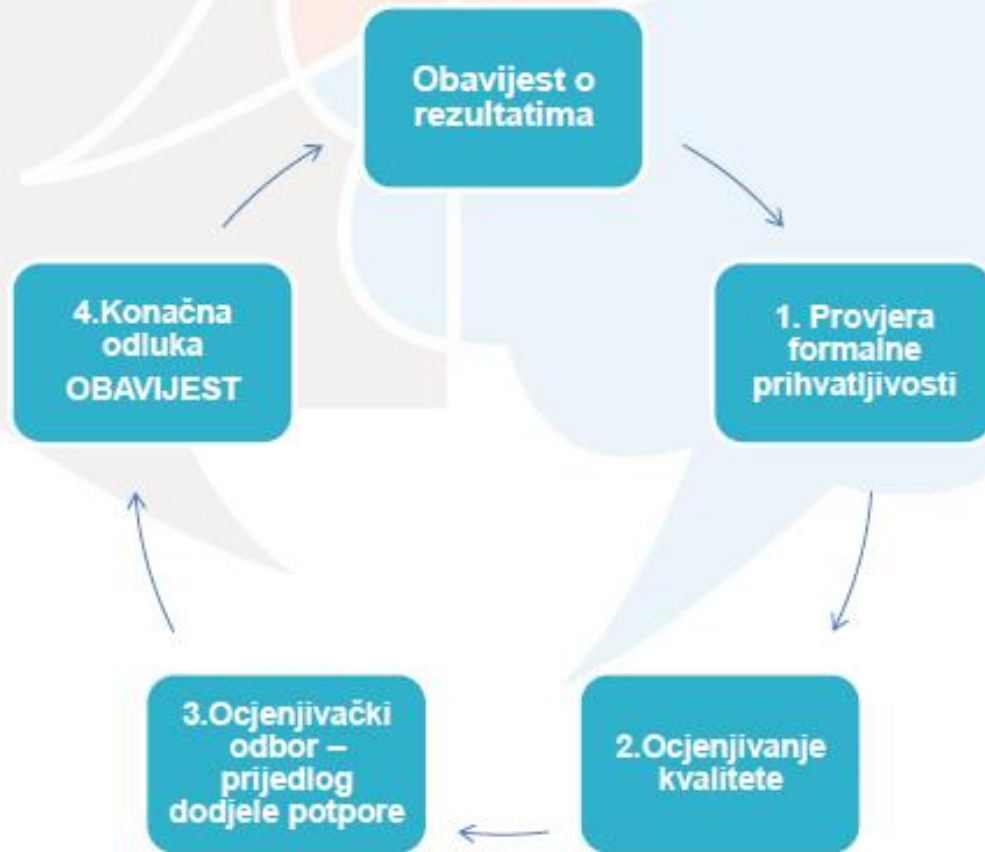 Obavijest o
rezultatima
1. Provjera
formalne
prihvatljivosti
2.Ocjenjivanje
kvalitete
3.Ocjenjivački
odbor –
prijedlog
dodjele potpore
4.Konačna
odluka
OBAVIJEST